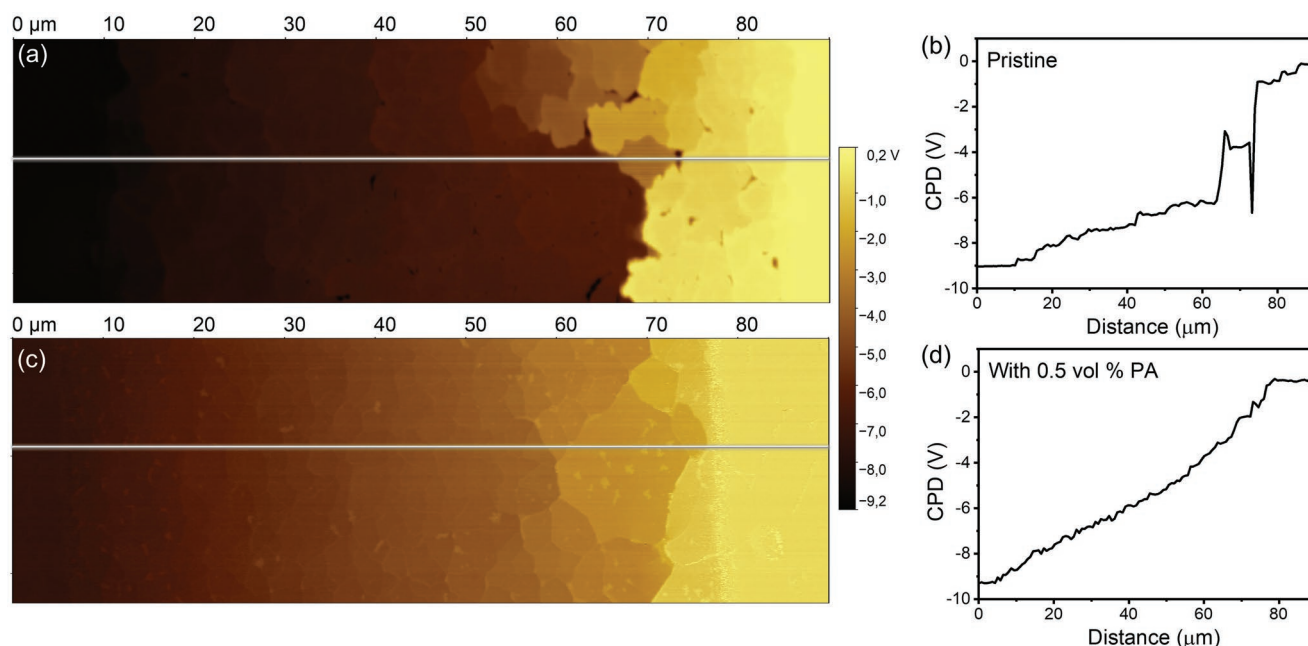 0 µm 10 20 30 40 50 60 70 80
(a)
0,2 V
−1,0
−2,0
−3,0
−4,0
−5,0
−6,0
−7,0
−8,0
−9,2
(b)
Pristine
0
-2
-4
-6
-8
-10
CPD (V)
0 20 40 60 80
Distance (µm)
0 µm 10 20 30 40 50 60 70 80
(c)
(d)
With 0.5 vol % PA
0
-2
-4
-6
-8
-10
CPD (V)
0 20 40 60 80
Distance (µm)